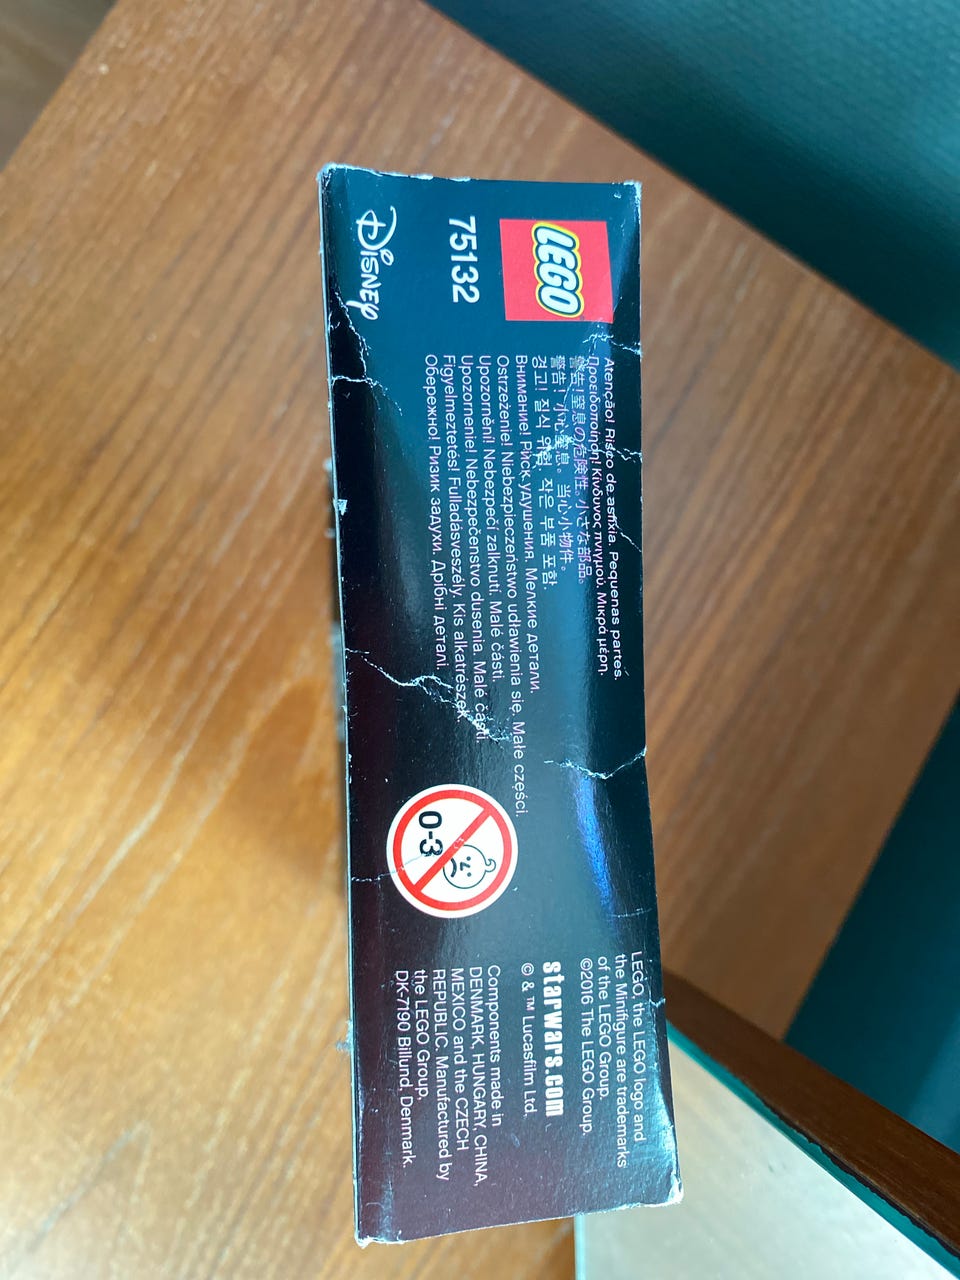 LEGO
75132
Disney
Atenção! Risco de asfixia. Pequenas partes.
Προειδοποίηση! Κίνδυνος πνιγμού. Μικρά μέρη.
警告!窒息の危険性。小さな部品。
警告！小心窒息。当心小物件。
경고! 질식 위험. 작은 부품 포함.
Внимание! Риск удушения. Мелкие детали.
Ostrzeżenie! Niebezpieczeństwo udławienia się. Małe części.
Upozornění! Nebezpečí zalknutí. Malé části.
Upozornenie! Nebezpečenstvo dusenia. Malé části.
Figyelmeztetés! Fulladásveszély. Kis alkatrészek.
Обережно! Ризик задухи. Дрібні деталі.
0-3
LEGO, the LEGO logo and
the Minifigure are trademarks
of the LEGO Group.
©2016 The LEGO Group.
starwars.com
© & ™ Lucasfilm Ltd.
Components made in
DENMARK, HUNGARY, CHINA,
MEXICO and the CZECH
REPUBLIC. Manufactured by
the LEGO Group,
DK-7190 Billund, Denmark.